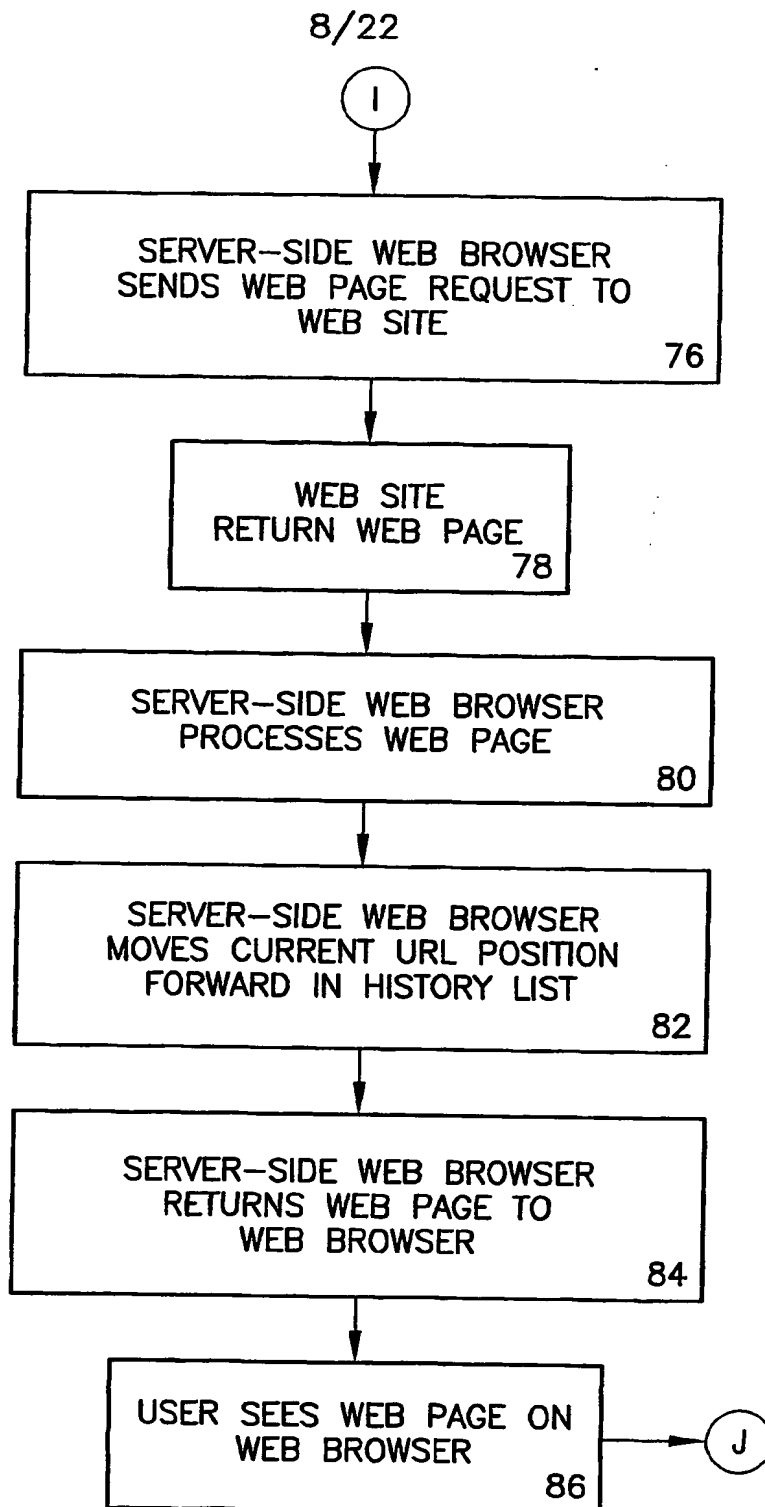 8/22
I
SERVER-SIDE WEB BROWSER
SENDS WEB PAGE REQUEST TO
WEB SITE
76
WEB SITE
RETURN WEB PAGE
78
SERVER-SIDE WEB BROWSER
PROCESSES WEB PAGE
80
SERVER-SIDE WEB BROWSER
MOVES CURRENT URL POSITION
FORWARD IN HISTORY LIST
82
SERVER-SIDE WEB BROWSER
RETURNS WEB PAGE TO
WEB BROWSER
84
USER SEES WEB PAGE ON
WEB BROWSER
86
J